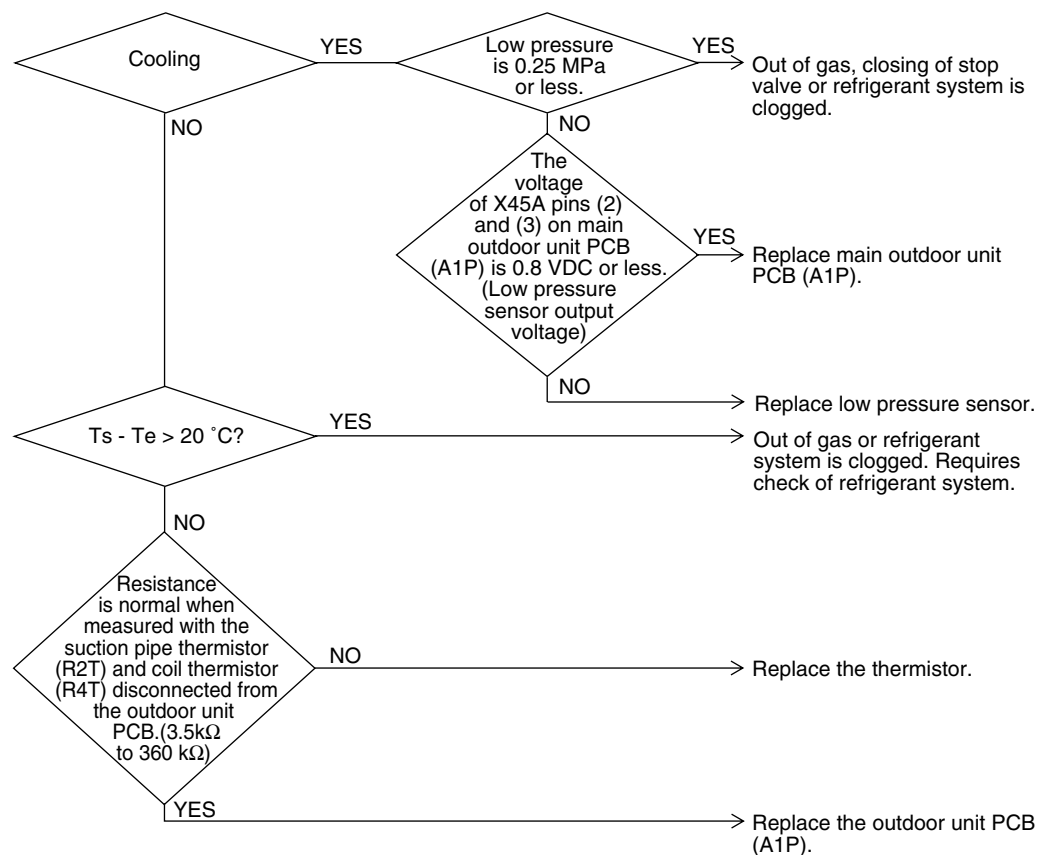 Cooling
YES
Low pressure
is 0.25 MPa
or less.
YES
Out of gas, closing of stop
valve or refrigerant system is
clogged.
NO
NO
The
voltage
of X45A pins (2)
and (3) on main
outdoor unit PCB
(A1P) is 0.8 VDC or less.
(Low pressure
sensor output
voltage)
YES
Replace main outdoor unit
PCB (A1P).
NO
Replace low pressure sensor.
Ts - Te > 20 ˚C?
YES
Out of gas or refrigerant
system is clogged. Requires
check of refrigerant system.
NO
Resistance
is normal when
measured with the
suction pipe thermistor
(R2T) and coil thermistor
(R4T) disconnected from
the outdoor unit
PCB.(3.5kΩ
to 360 kΩ)
NO
Replace the thermistor.
YES
Replace the outdoor unit PCB
(A1P).